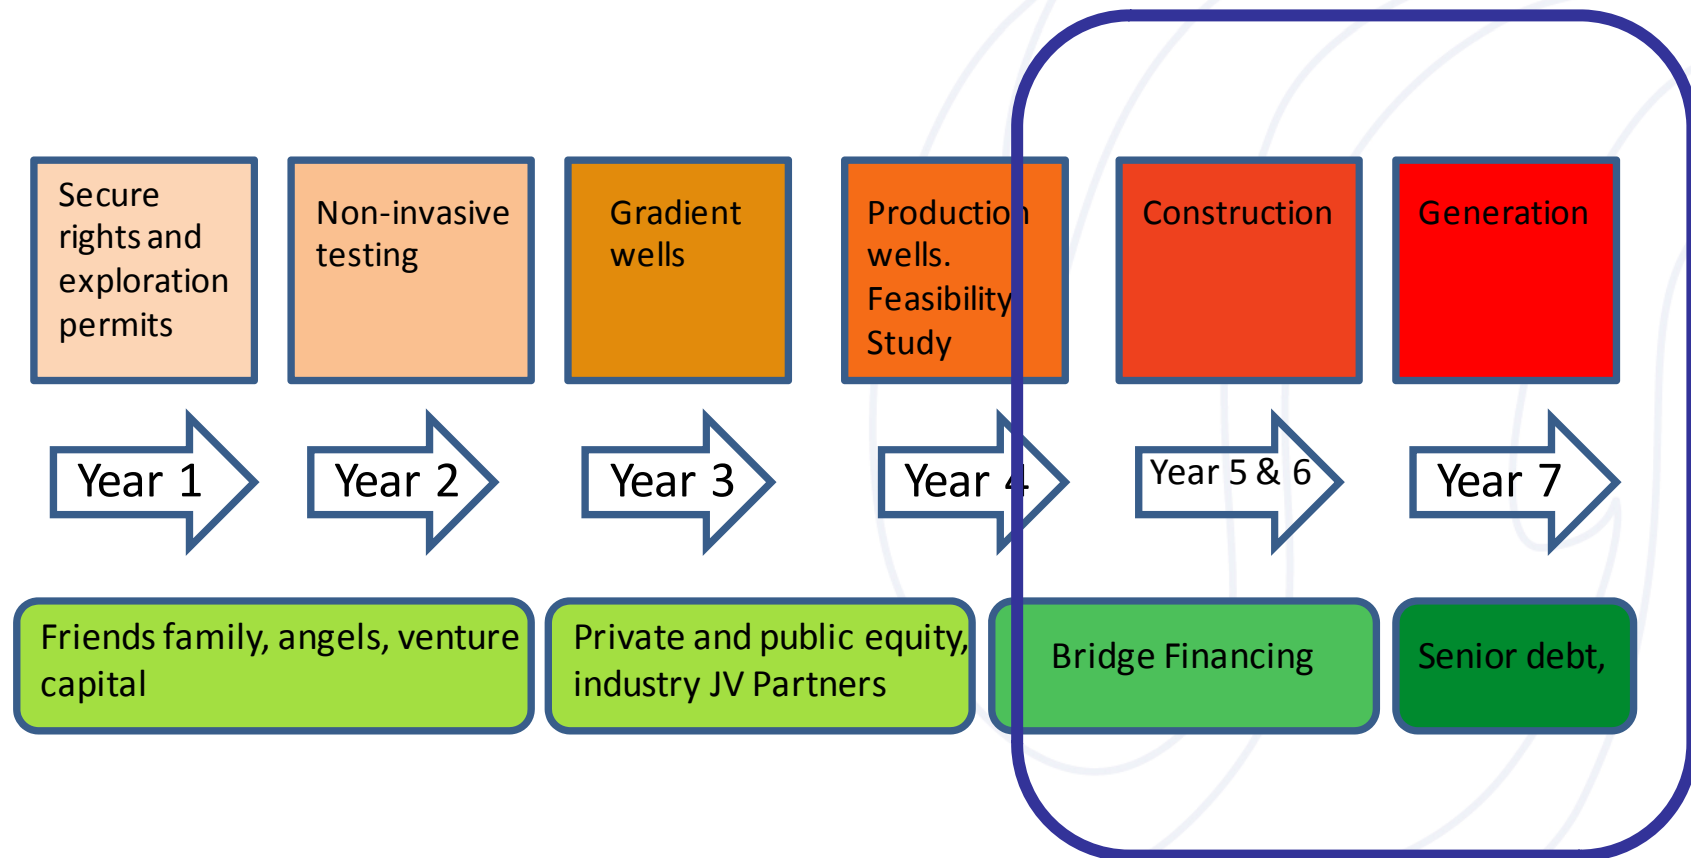 Secure
rights and
exploration
permits
Non-invasive
testing
Gradient
wells
Production
wells.
Feasibility
Study
Construction
Generation
Year 1
Year 2
Year 3
Year 4
Year 5 & 6
Year 7
Friends family, angels, venture
capital
Private and public equity,
industry JV Partners
Bridge Financing
Senior debt,